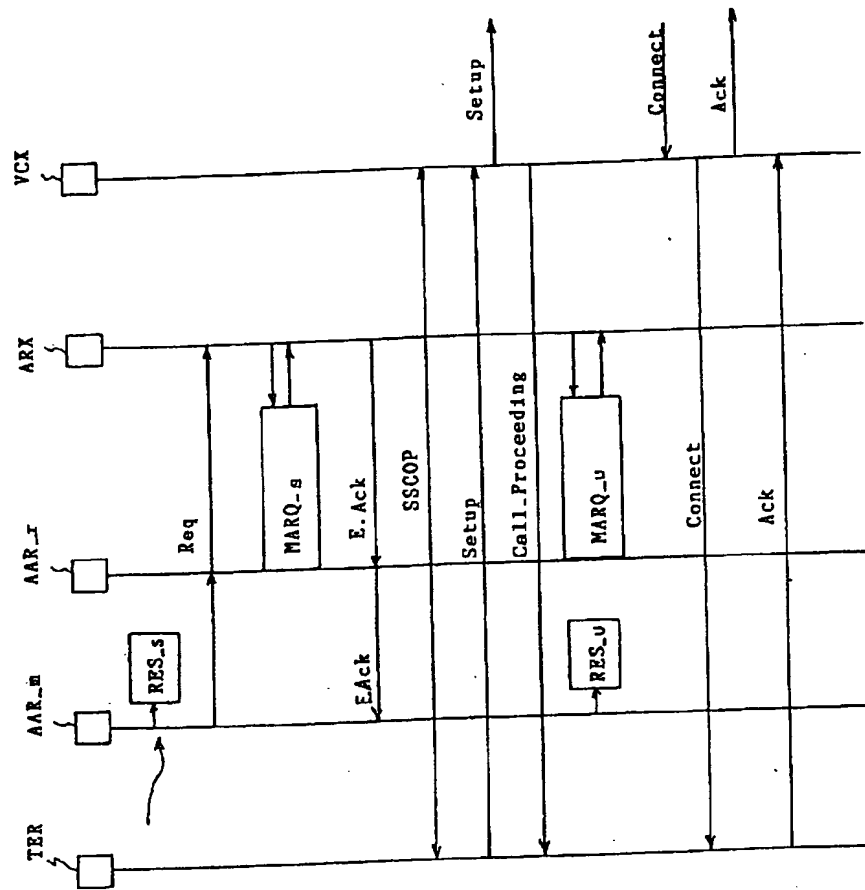 TER
AAR_m
AAR_r
ARX
VCX
RES_s
Req
MARQ_s
E.Ack
E.Ack
SSCOP
Setup
Setup
Call_Proceeding
RES_u
MARQ_u
Connect
Connect
Ack
Ack